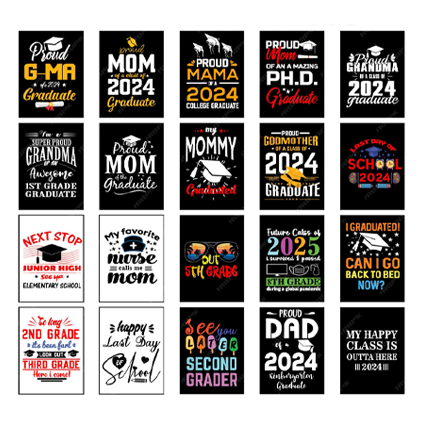 Proud
G-MA
of a 2024
Graduate
proud
MOM
of a class of
2024
Graduate
PROUD
MAMA
OF A
2024
COLLEGE GRADUATE
PROUD
Mom
OF AN AMAZING
PH.D.
Graduate
Proud
GRANDMA
OF A CLASS OF
2024
GRADUATE
I'm a
SUPER PROUD
GRANDMA
of an
Awesome
1ST GRADE
GRADUATE
Proud
MOM
of the
Graduate
my
MOMMY
Graduated
PROUD
GODMOTHER
OF A CLASS OF
2024
GRADUATE
LAST DAY OF
SCHOOL
2024
NEXT STOP
JUNIOR HIGH
See you
ELEMENTARY SCHOOL
My favorite
nurse
calls me
mom
OUT
5TH GRADE
Future Class of
2025
I survived & passed
8TH GRADE
during a global pandemic
I GRADUATED!
CAN I GO
BACK TO BED
NOW?
So long
2ND GRADE
it's been fun!
LOOK OUT
THIRD GRADE
Here i come!
happy
Last Day
of
School
See you
LATER
SECOND
GRADER
PROUD
DAD
OF A
2024
Kindergarten
Graduate
MY HAPPY
CLASS IS
OUTTA HERE
2024